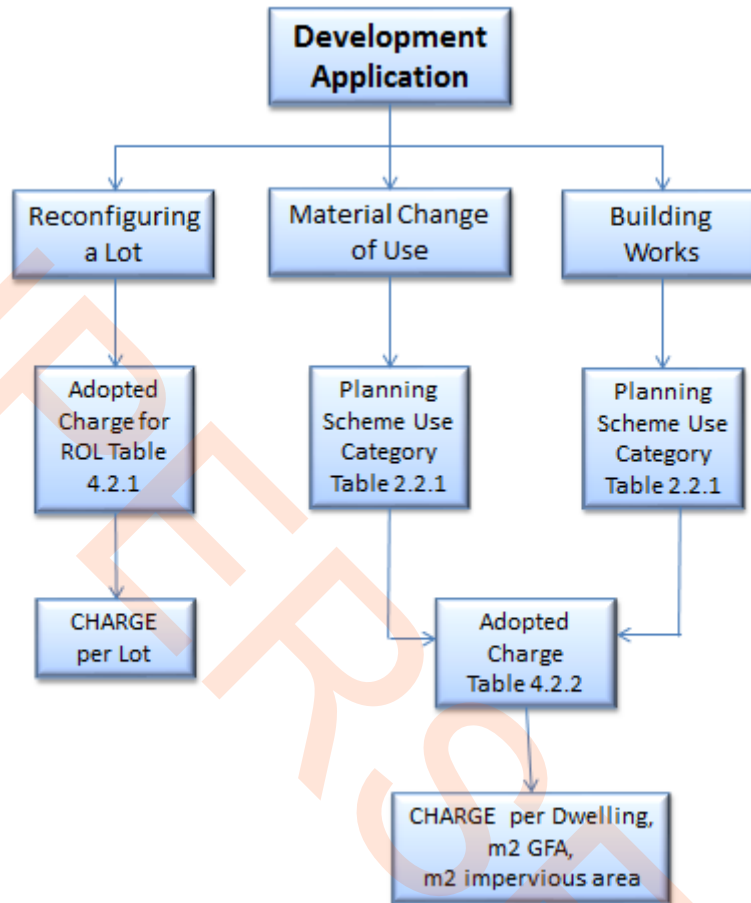 Development
Application
Reconfiguring
a Lot
Material Change
of Use
Building
Works
Adopted
Charge for
ROL Table
4.2.1
Planning
Scheme Use
Category
Table 2.2.1
Planning
Scheme Use
Category
Table 2.2.1
CHARGE
per Lot
Adopted
Charge
Table 4.2.2
CHARGE per Dwelling,
m2 GFA,
m2 impervious area